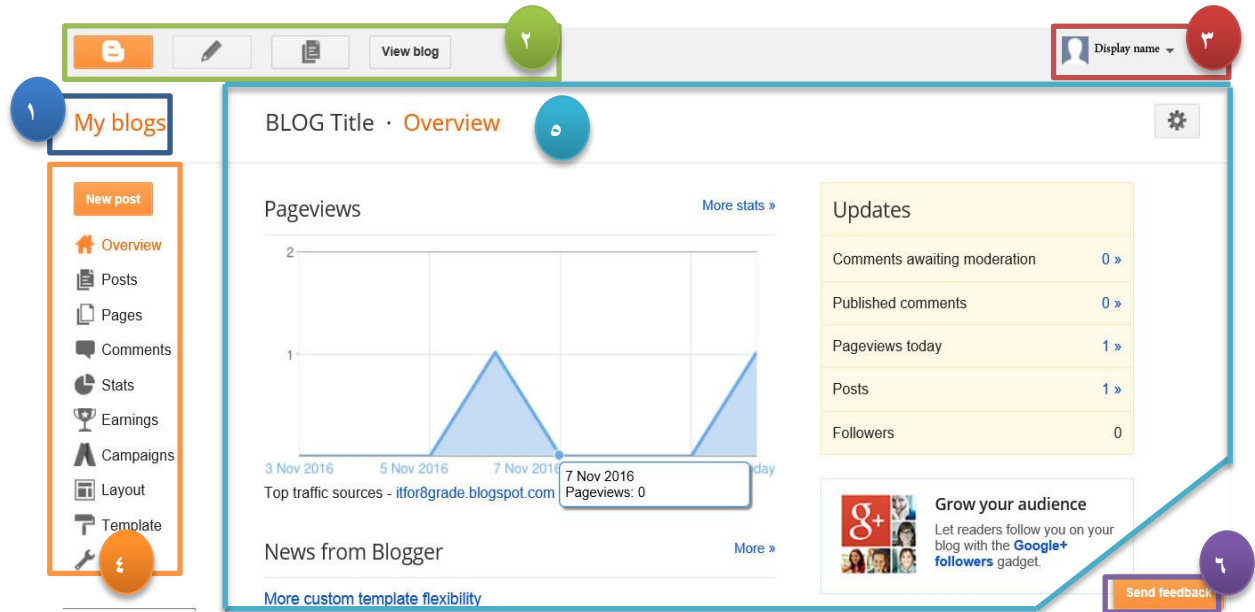 View blog
٢
Display name
٣
١
My blogs
BLOG Title · Overview
٥
New post
Overview
Posts
Pages
Comments
Stats
Earnings
Campaigns
Layout
Template
٤
Pageviews
More stats »
2
1
3 Nov 2016
5 Nov 2016
7 Nov 2016
day
7 Nov 2016
Pageviews: 0
Top traffic sources - itfor8grade.blogspot.com
News from Blogger
More »
More custom template flexibility
Updates
Comments awaiting moderation 0 »
Published comments 0 »
Pageviews today 1 »
Posts 1 »
Followers 0
g+
Grow your audience
Let readers follow you on your
blog with the Google+
followers gadget.
٦
Send feedback